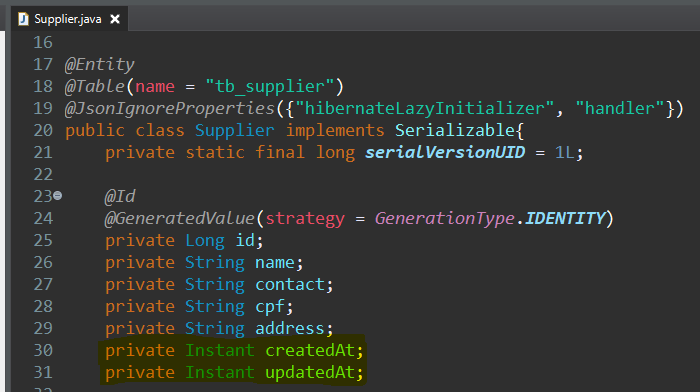 Supplier.java
16
17 @Entity
18 @Table(name = "tb_supplier")
19 @JsonIgnoreProperties({"hibernateLazyInitializer", "handler"})
20 public class Supplier implements Serializable{
21     private static final long serialVersionUID = 1L;
22
23     @Id
24     @GeneratedValue(strategy = GenerationType.IDENTITY)
25     private Long id;
26     private String name;
27     private String contact;
28     private String cpf;
29     private String address;
30     private Instant createdAt;
31     private Instant updatedAt;